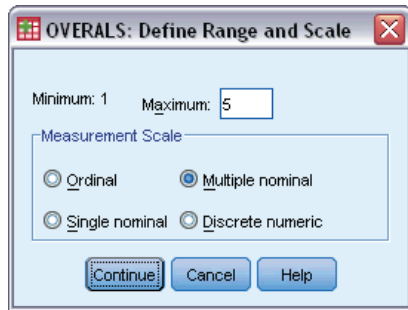 OVERALS: Define Range and Scale
Minimum: 1 Maximum: 5
Measurement Scale
Ordinal Multiple nominal
Single nominal Discrete numeric
Continue Cancel Help